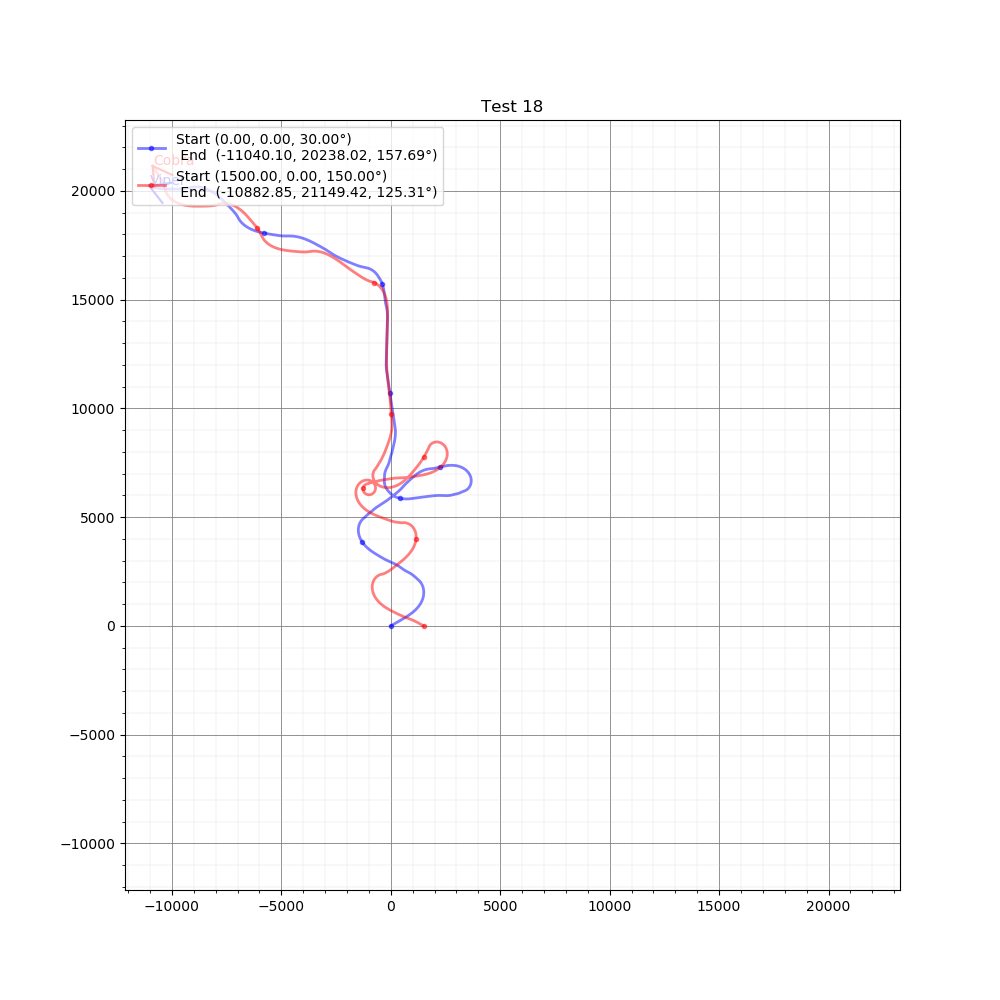 Test 18
Start (0.00, 0.00, 30.00°)
End (-11040.10, 20238.02, 157.69°)
Start (1500.00, 0.00, 150.00°)
End (-10882.85, 21149.42, 125.31°)
Cobra
Viper
20000
15000
10000
5000
0
−5000
−10000
−10000 −5000 0 5000 10000 15000 20000